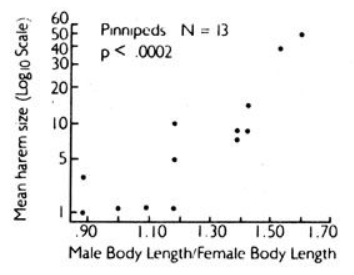 Mean harem size (Log10 Scale)
60
50
40
30
20
10
5
1
Pinnipeds N = 13
p < .0002
.90 1.10 1.30 1.50 1.70
Male Body Length/Female Body Length